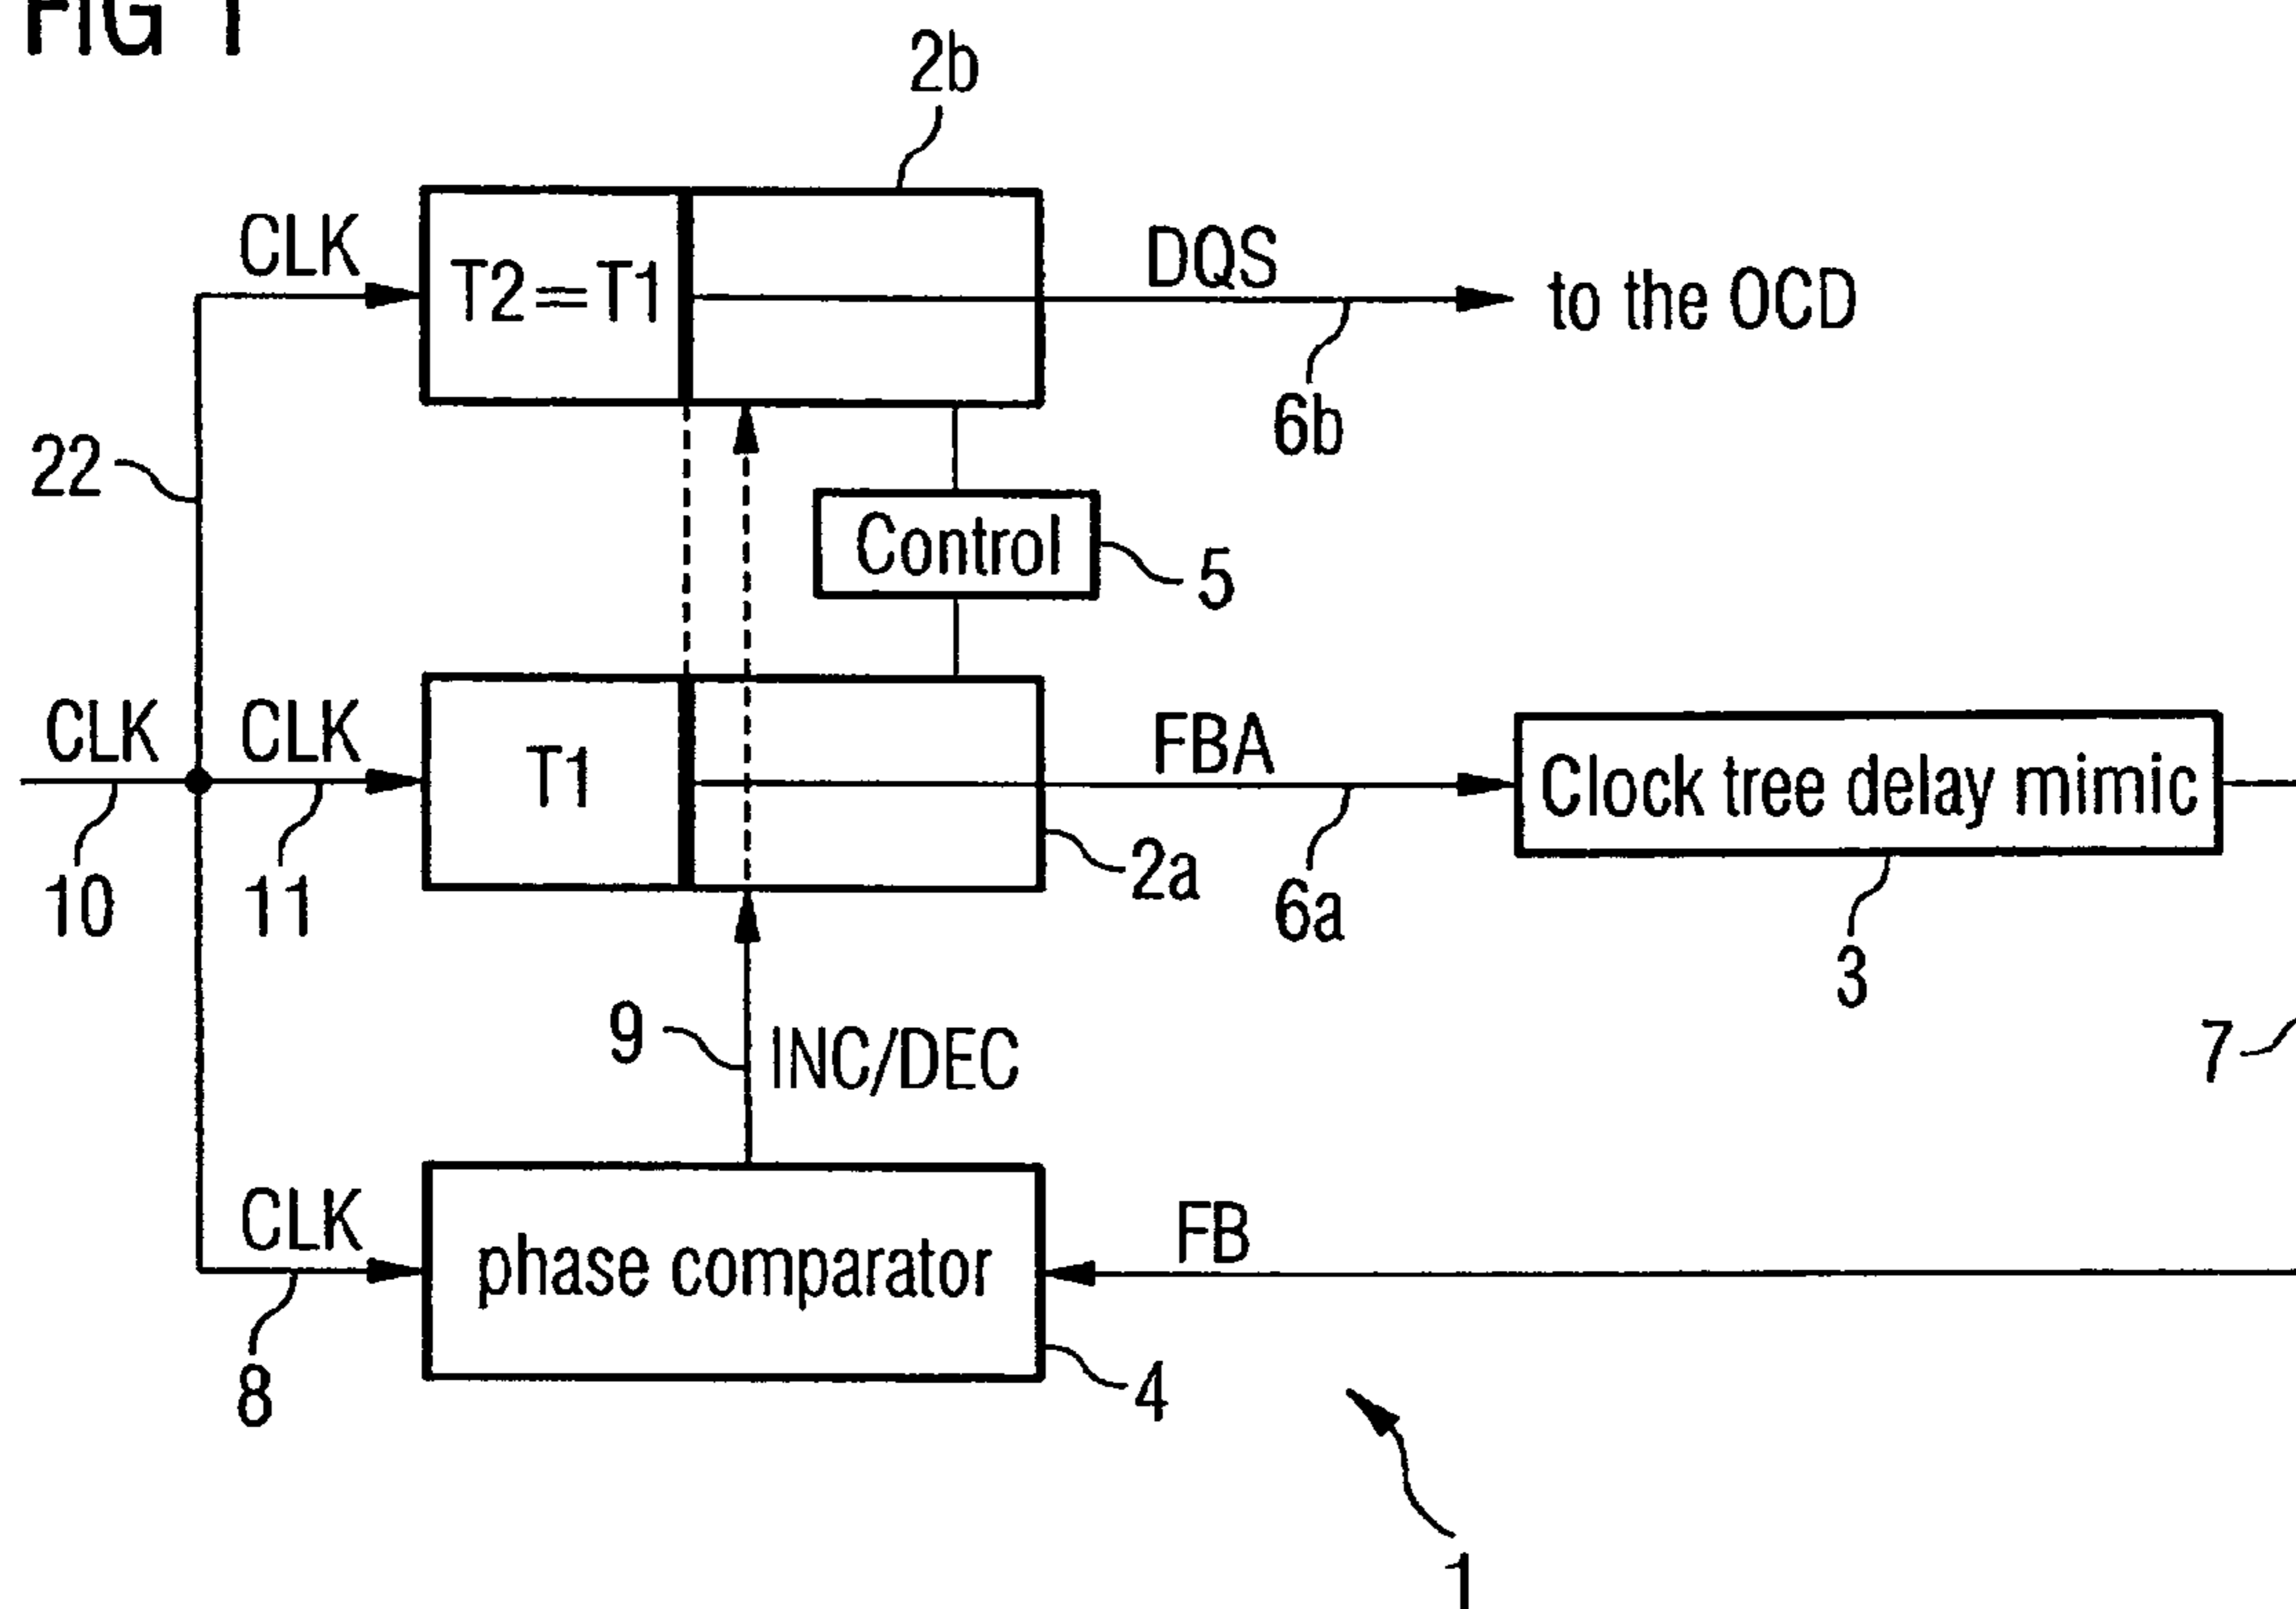 FIG 1
2b
CLK
T2==T1
DQS
to the OCD
6b
22
Control
5
CLK
CLK
T1
FBA
Clock tree delay mimic
10
11
2a
6a
3
9
INC/DEC
7
CLK
phase comparator
FB
8
4
1